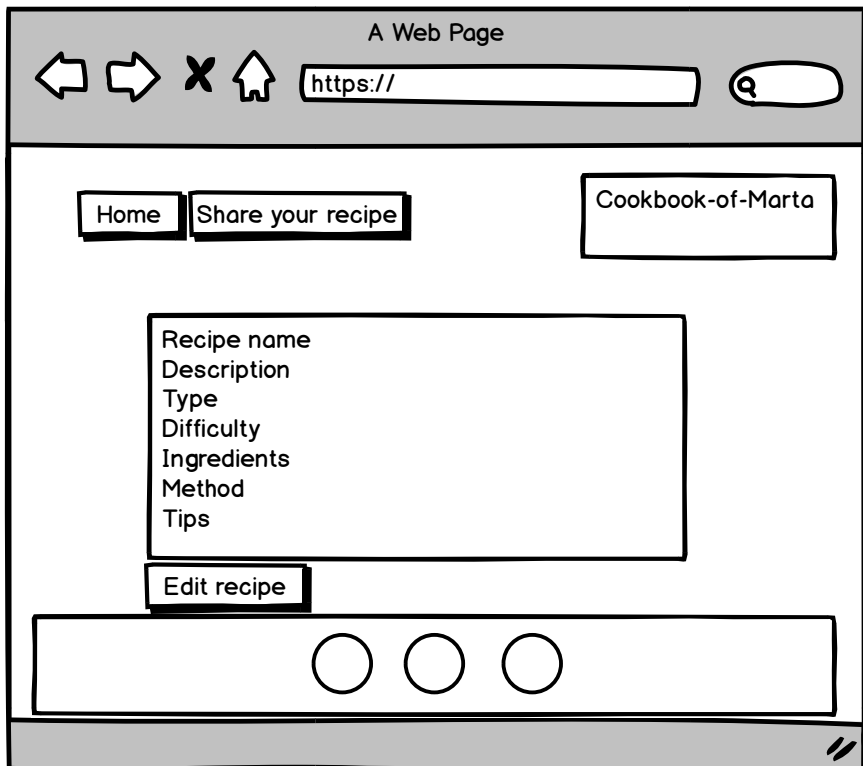 A Web Page
https://
Home
Share your recipe
Cookbook-of-Marta
Recipe name
Description
Type
Difficulty
Ingredients
Method
Tips
Edit recipe